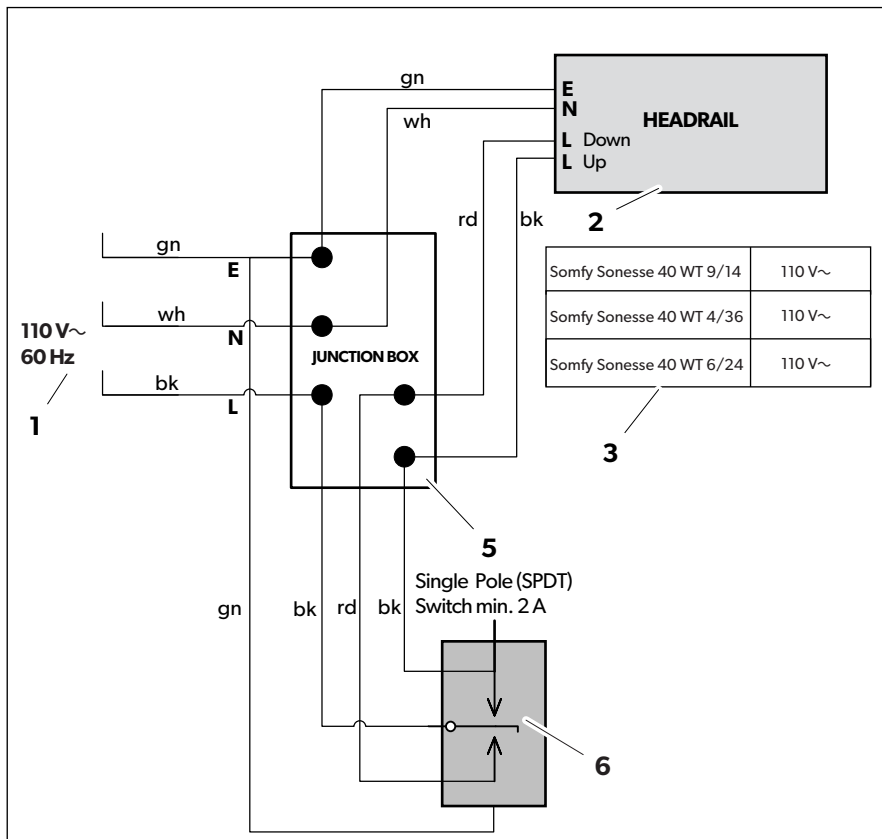 gn
E
N
wh
HEADRAIL
L Down
L Up
2
rd
bk
gn
E
wh
N
110 V~
60 Hz
JUNCTION BOX
bk
L
1
Somfy Sonesse 40 WT 9/14 110 V~
Somfy Sonesse 40 WT 4/36 110 V~
Somfy Sonesse 40 WT 6/24 110 V~
3
5
Single Pole (SPDT)
Switch min. 2 A
gn
bk
rd
bk
6